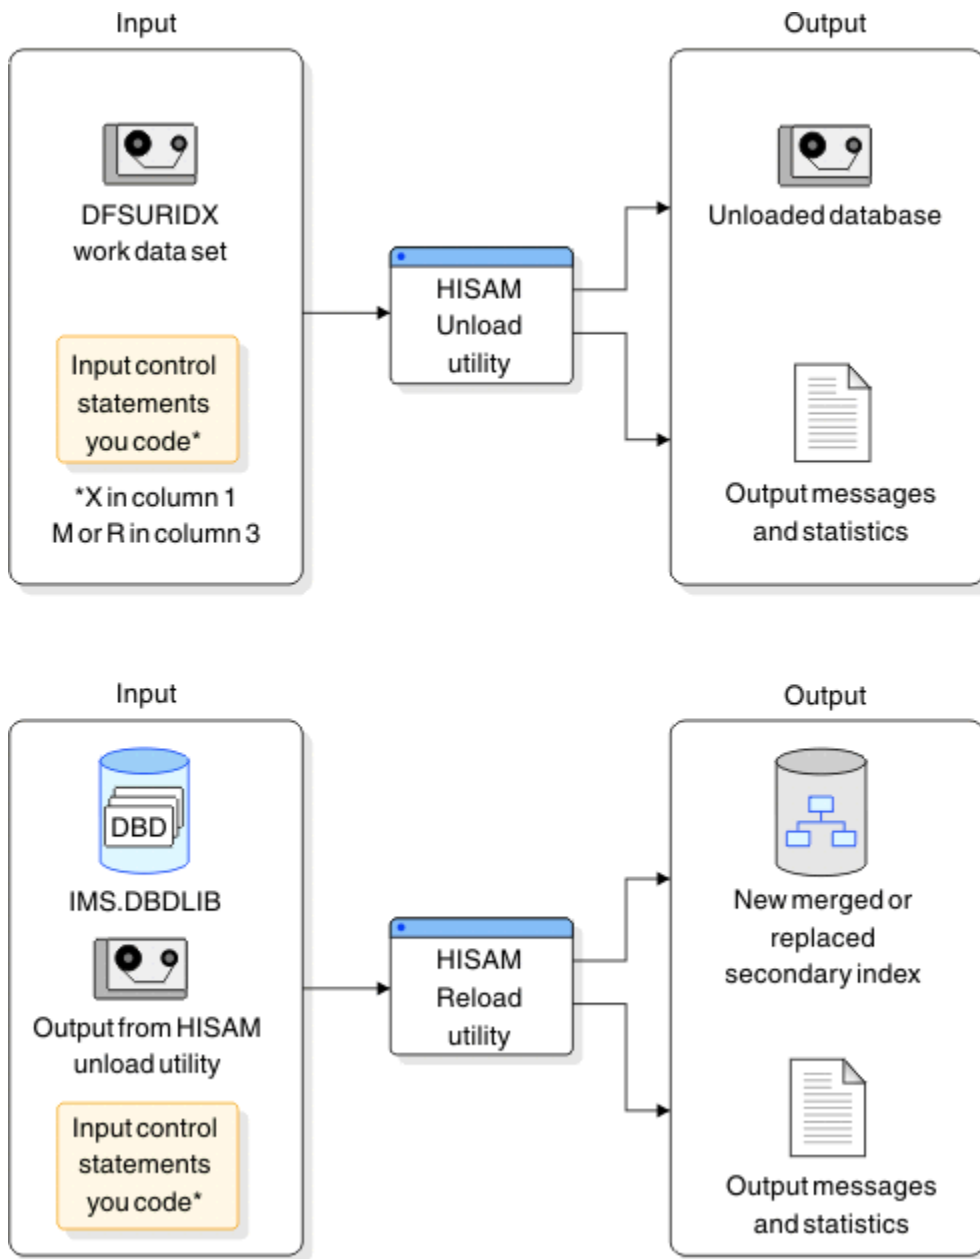 Input
DFSURIDX
work data set
Input control
statements
you code*
*X in column 1
M or R in column 3
HISAM
Unload
utility
Output
Unloaded database
Output messages
and statistics
Input
DBD
IMS.DBDLIB
Output from HISAM
unload utility
Input control
statements
you code*
HISAM
Reload
utility
Output
New merged or
replaced
secondary index
Output messages
and statistics